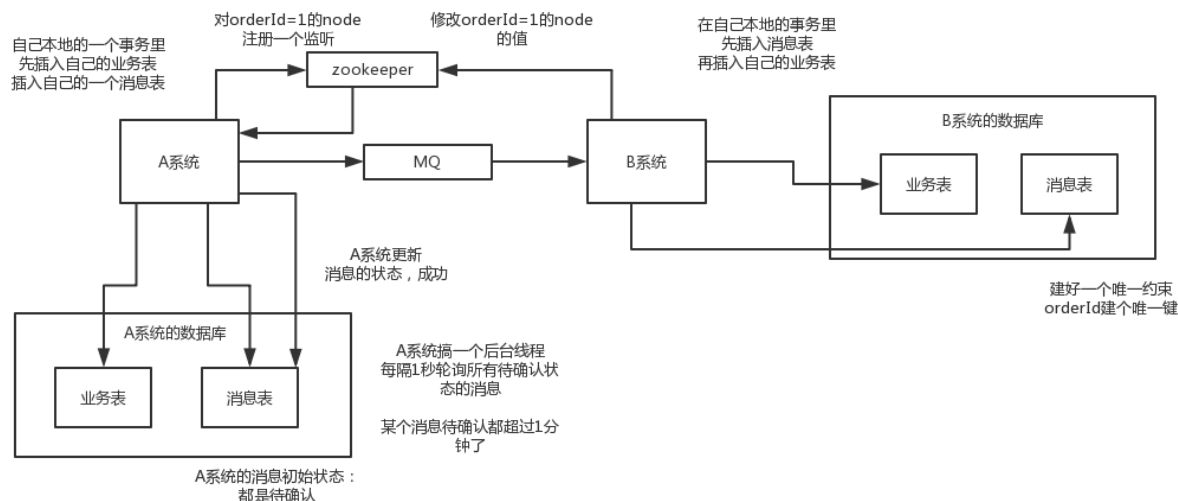 对orderId=1的node
注册一个监听
修改orderId=1的node
的值
在自己本地的事务里
先插入消息表
再插入自己的业务表
自己本地的一个事务里
先插入自己的业务表
插入自己的一个消息表
zookeeper
B系统的数据库
A系统
MQ
B系统
业务表
消息表
A系统更新
消息的状态，成功
建好一个唯一约束
orderId建个唯一键
A系统的数据库
A系统搞一个后台线程
每隔1秒轮询所有待确认状
态的消息
业务表
消息表
某个消息待确认都超过1分
钟了
A系统的消息初始状态：
都是待确认